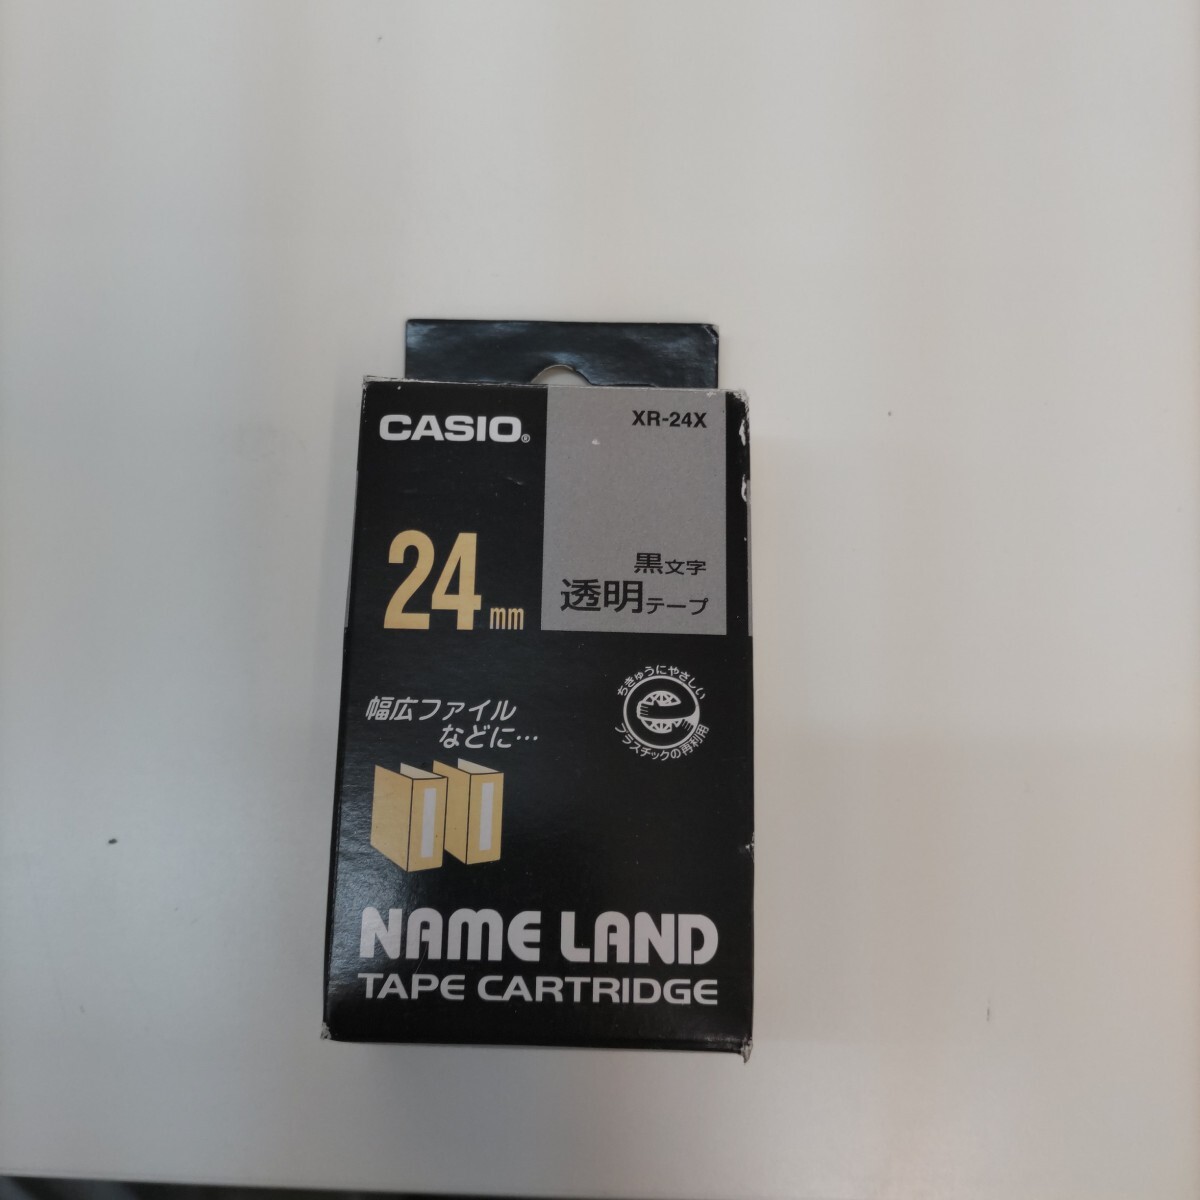 CASIO®
XR-24X
24mm
黒文字
透明テープ
ちきゅうにやさしい
e
プラスチックの再利用
幅広ファイル
などに…
NAME LAND
TAPE CARTRIDGE